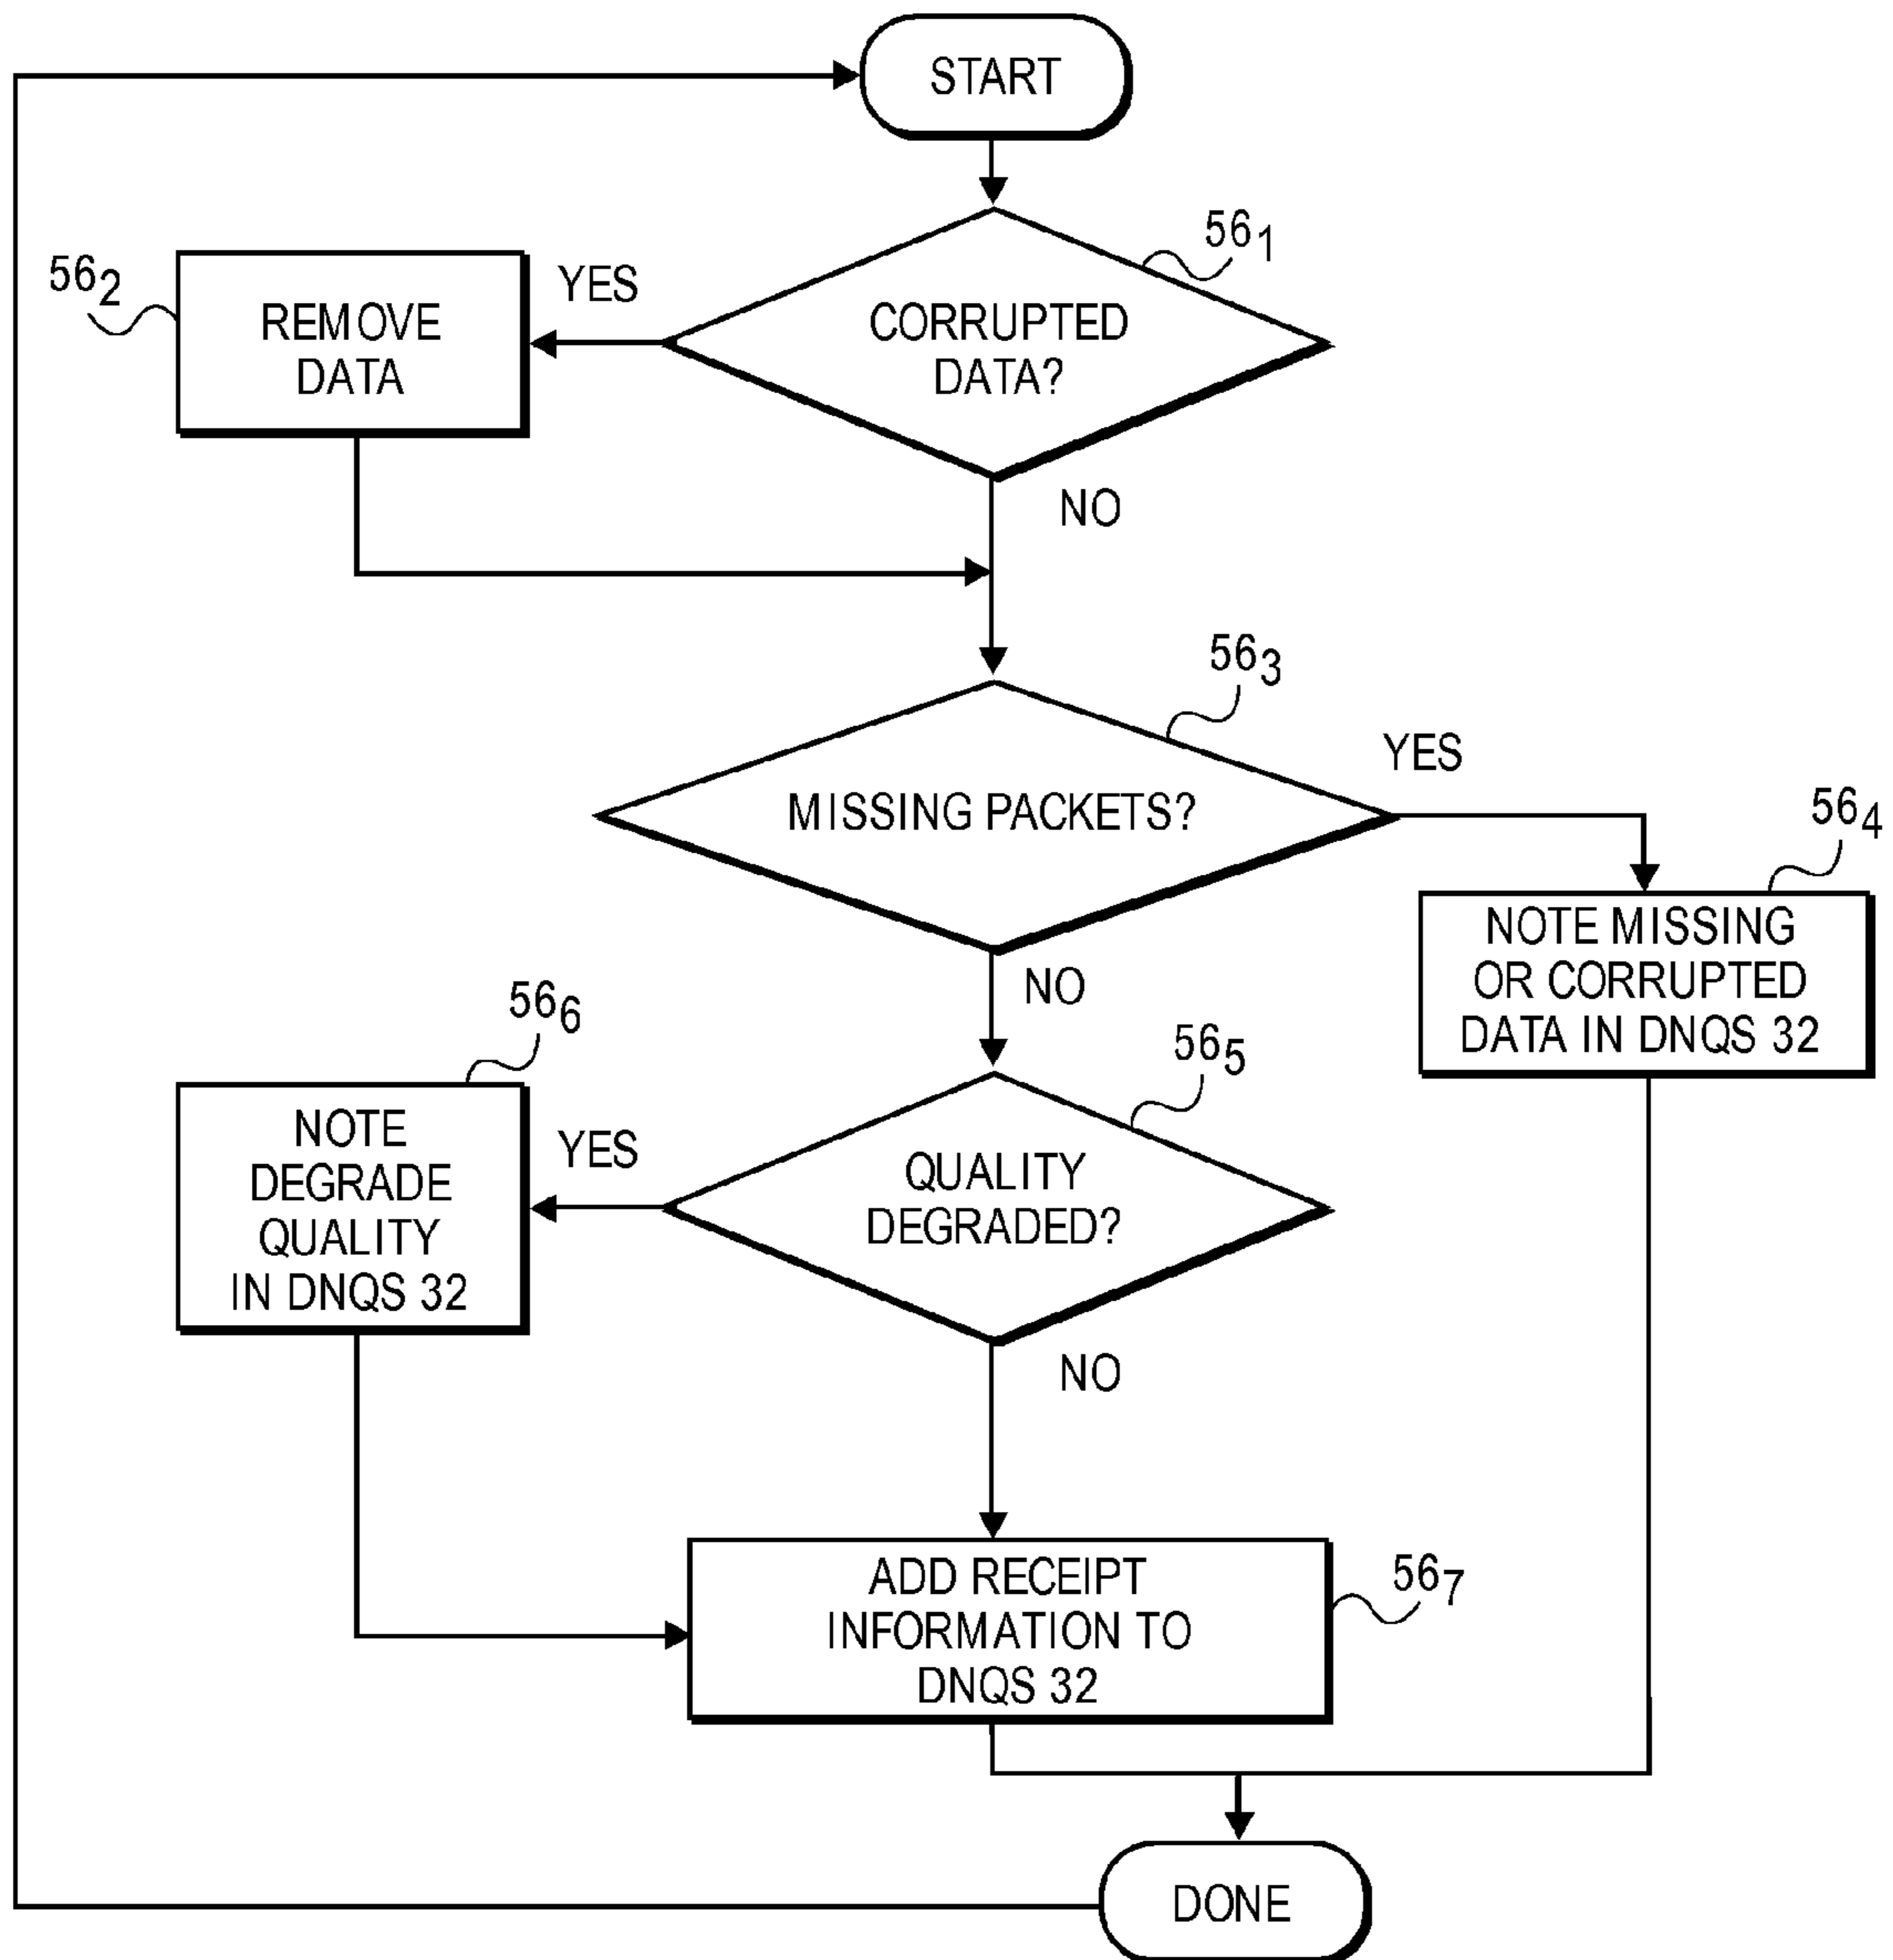 START
56₁
CORRUPTED
DATA?
YES
56₂
REMOVE
DATA
NO
56₃
MISSING PACKETS?
YES
56₄
NOTE MISSING
OR CORRUPTED
DATA IN DNQS 32
NO
56₅
QUALITY
DEGRADED?
YES
56₆
NOTE
DEGRADE
QUALITY
IN DNQS 32
NO
56₇
ADD RECEIPT
INFORMATION TO
DNQS 32
DONE